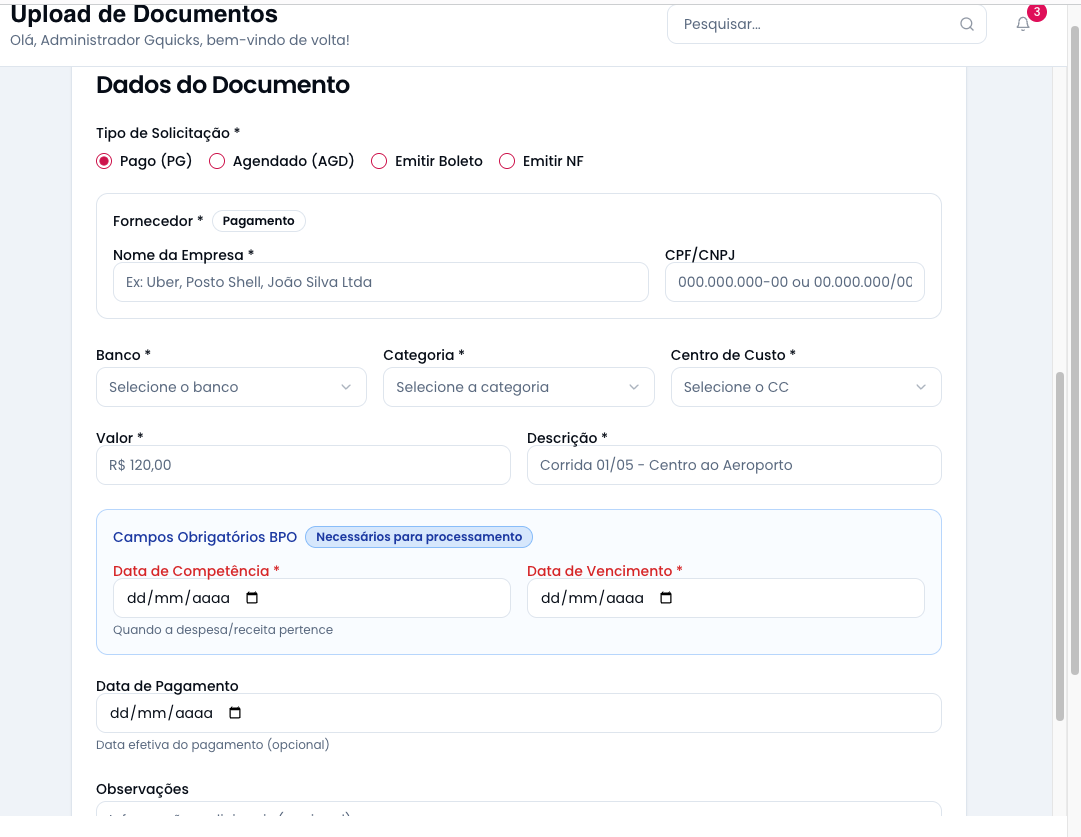 Upload de Documentos
Olá, Administrador Gquicks, bem-vindo de volta!
Pesquisar...
3
Dados do Documento
Tipo de Solicitação *
Pago (PG) Agendado (AGD) Emitir Boleto Emitir NF
Fornecedor * Pagamento
Nome da Empresa * CPF/CNPJ
Ex: Uber, Posto Shell, João Silva Ltda 000.000.000-00 ou 00.000.000/00
Banco * Categoria * Centro de Custo *
Selecione o banco Selecione a categoria Selecione o CC
Valor * Descrição *
R$ 120,00 Corrida 01/05 - Centro ao Aeroporto
Campos Obrigatórios BPO Necessários para processamento
Data de Competência * Data de Vencimento *
dd/mm/aaaa dd/mm/aaaa
Quando a despesa/receita pertence
Data de Pagamento
dd/mm/aaaa
Data efetiva do pagamento (opcional)
Observações